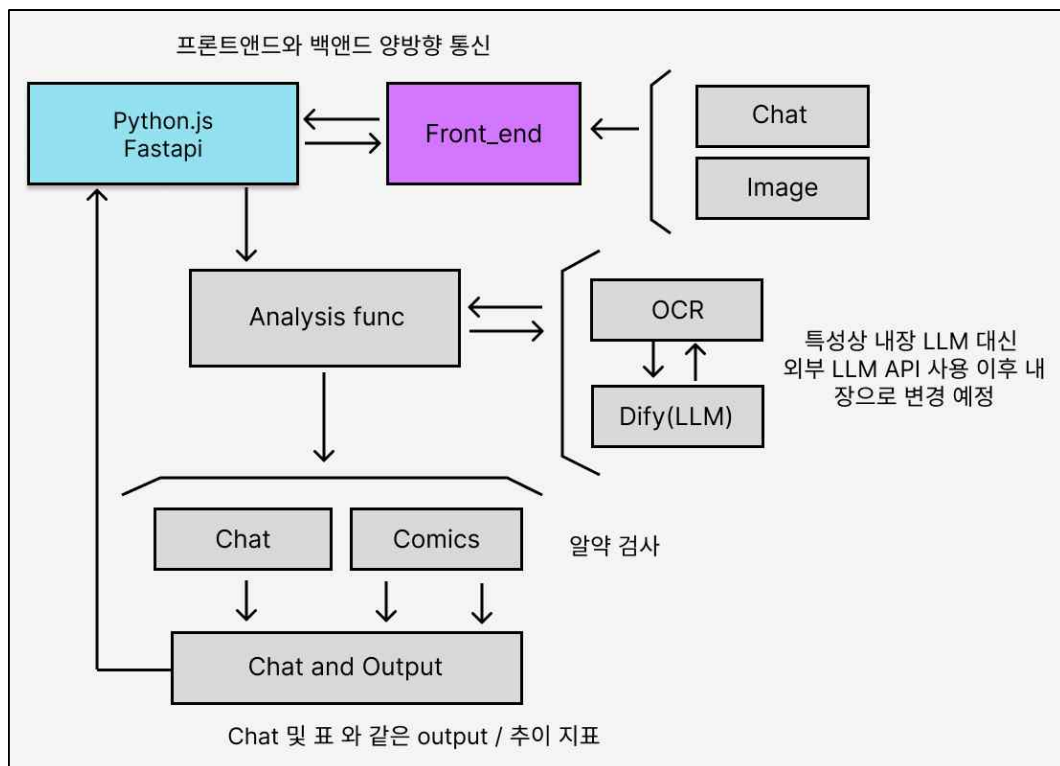 프론트앤드와 백앤드 양방향 통신
Python.js
Fastapi
Front_end
Chat
Image
Analysis func
OCR
Dify(LLM)
특성상 내장 LLM 대신
외부 LLM API 사용 이후 내
장으로 변경 예정
Chat
Comics
알약 검사
Chat and Output
Chat 및 표 와 같은 output / 추이 지표